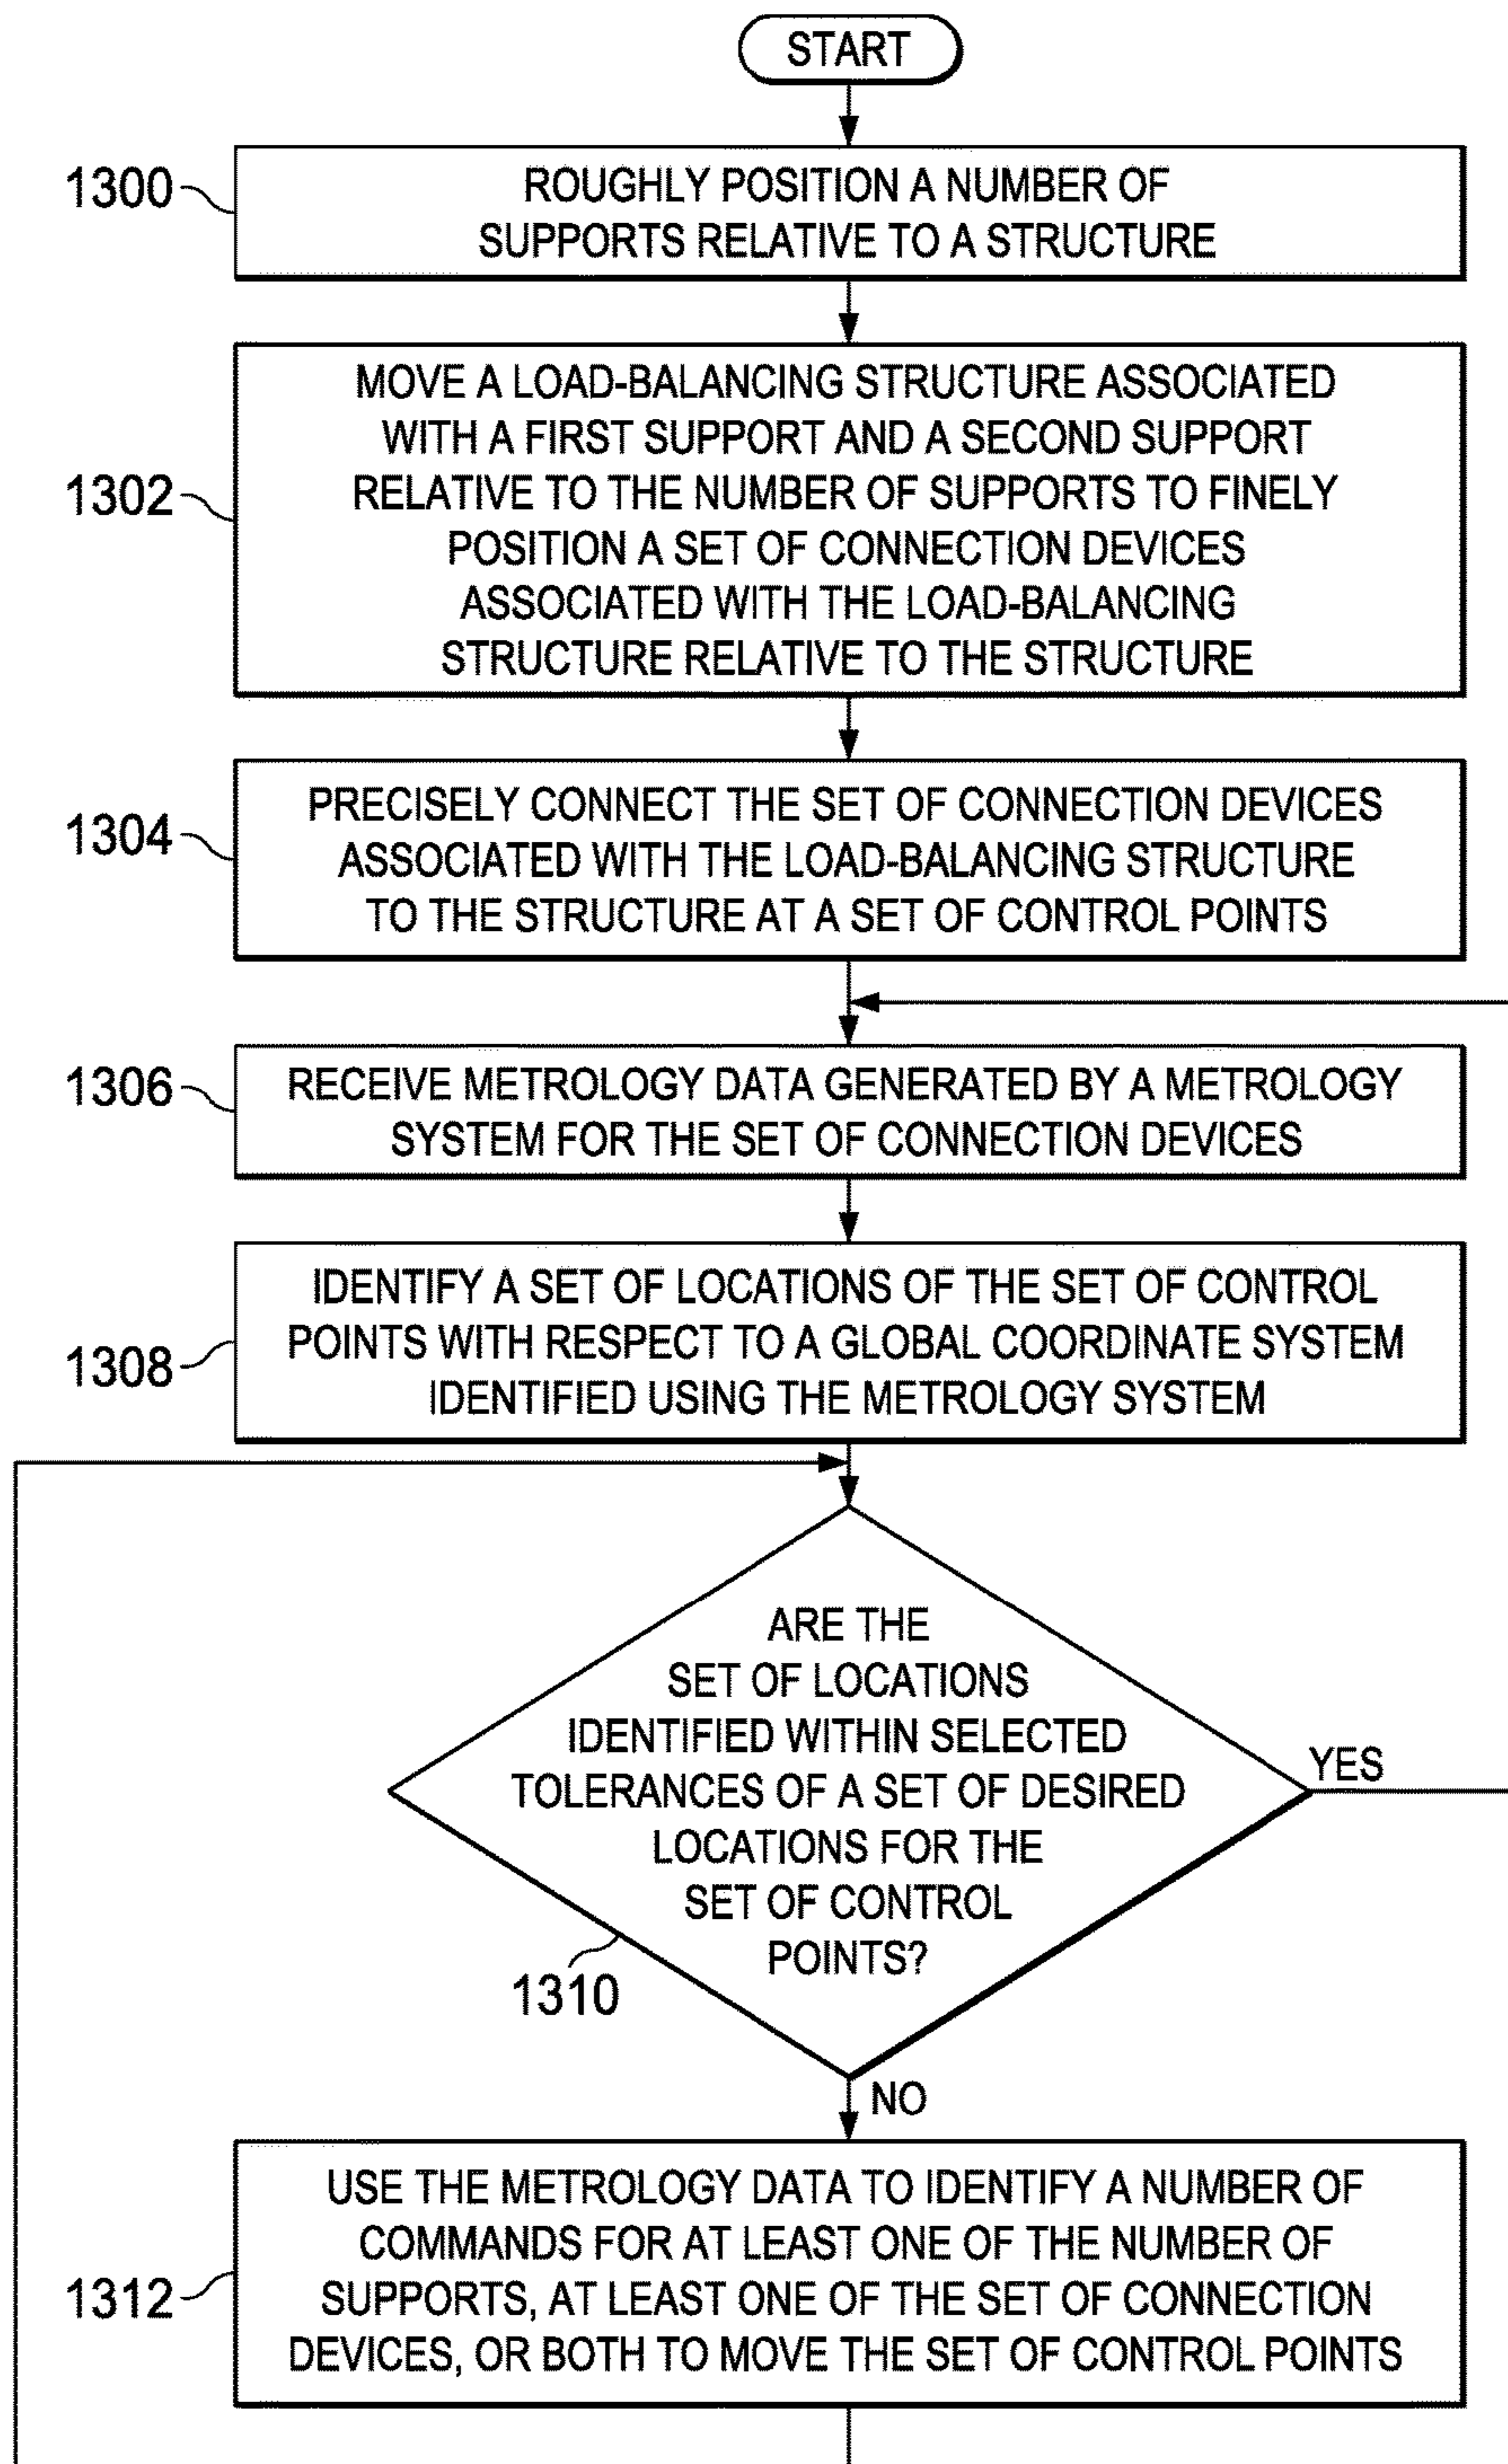 START
1300
ROUGHLY POSITION A NUMBER OF
SUPPORTS RELATIVE TO A STRUCTURE
1302
MOVE A LOAD-BALANCING STRUCTURE ASSOCIATED
WITH A FIRST SUPPORT AND A SECOND SUPPORT
RELATIVE TO THE NUMBER OF SUPPORTS TO FINELY
POSITION A SET OF CONNECTION DEVICES
ASSOCIATED WITH THE LOAD-BALANCING
STRUCTURE RELATIVE TO THE STRUCTURE
1304
PRECISELY CONNECT THE SET OF CONNECTION DEVICES
ASSOCIATED WITH THE LOAD-BALANCING STRUCTURE
TO THE STRUCTURE AT A SET OF CONTROL POINTS
1306
RECEIVE METROLOGY DATA GENERATED BY A METROLOGY
SYSTEM FOR THE SET OF CONNECTION DEVICES
1308
IDENTIFY A SET OF LOCATIONS OF THE SET OF CONTROL
POINTS WITH RESPECT TO A GLOBAL COORDINATE SYSTEM
IDENTIFIED USING THE METROLOGY SYSTEM
ARE THE
SET OF LOCATIONS
IDENTIFIED WITHIN SELECTED
TOLERANCES OF A SET OF DESIRED
LOCATIONS FOR THE
SET OF CONTROL
POINTS?
YES
1310
NO
1312
USE THE METROLOGY DATA TO IDENTIFY A NUMBER OF
COMMANDS FOR AT LEAST ONE OF THE NUMBER OF
SUPPORTS, AT LEAST ONE OF THE SET OF CONNECTION
DEVICES, OR BOTH TO MOVE THE SET OF CONTROL POINTS